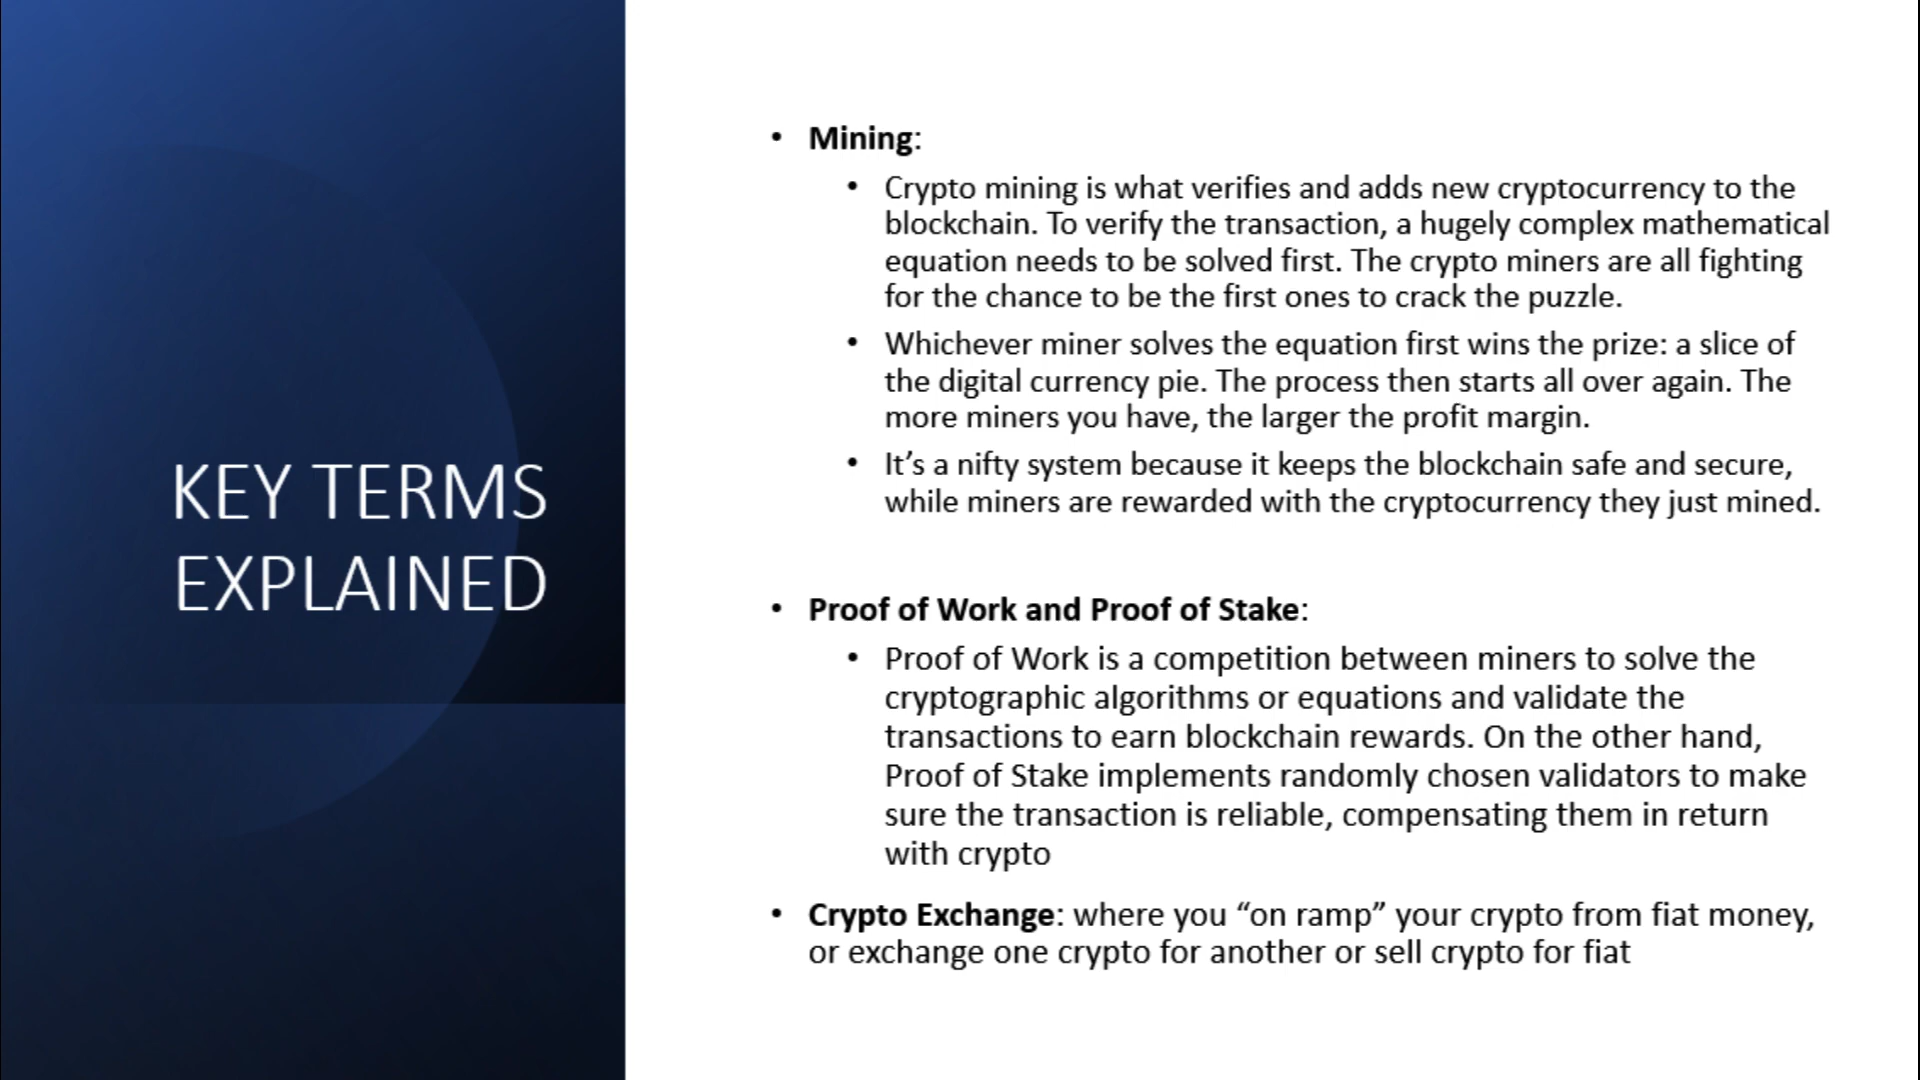 KEY TERMS
EXPLAINED
• Mining:
• Crypto mining is what verifies and adds new cryptocurrency to the
blockchain. To verify the transaction, a hugely complex mathematical
equation needs to be solved first. The crypto miners are all fighting
for the chance to be the first ones to crack the puzzle.
• Whichever miner solves the equation first wins the prize: a slice of
the digital currency pie. The process then starts all over again. The
more miners you have, the larger the profit margin.
• It’s a nifty system because it keeps the blockchain safe and secure,
while miners are rewarded with the cryptocurrency they just mined.
• Proof of Work and Proof of Stake:
• Proof of Work is a competition between miners to solve the
cryptographic algorithms or equations and validate the
transactions to earn blockchain rewards. On the other hand,
Proof of Stake implements randomly chosen validators to make
sure the transaction is reliable, compensating them in return
with crypto
• Crypto Exchange: where you “on ramp” your crypto from fiat money,
or exchange one crypto for another or sell crypto for fiat